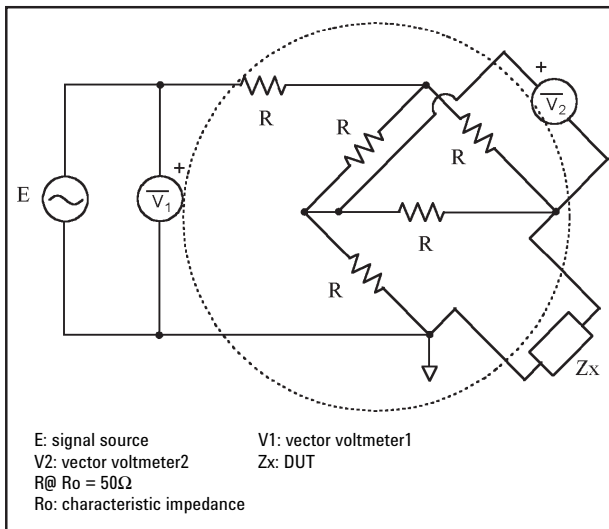 +
V2
R
R
R
E
+
V1
R
R
Zx
E: signal source
V1: vector voltmeter1
V2: vector voltmeter2
Zx: DUT
R@ Ro = 50Ω
Ro: characteristic impedance